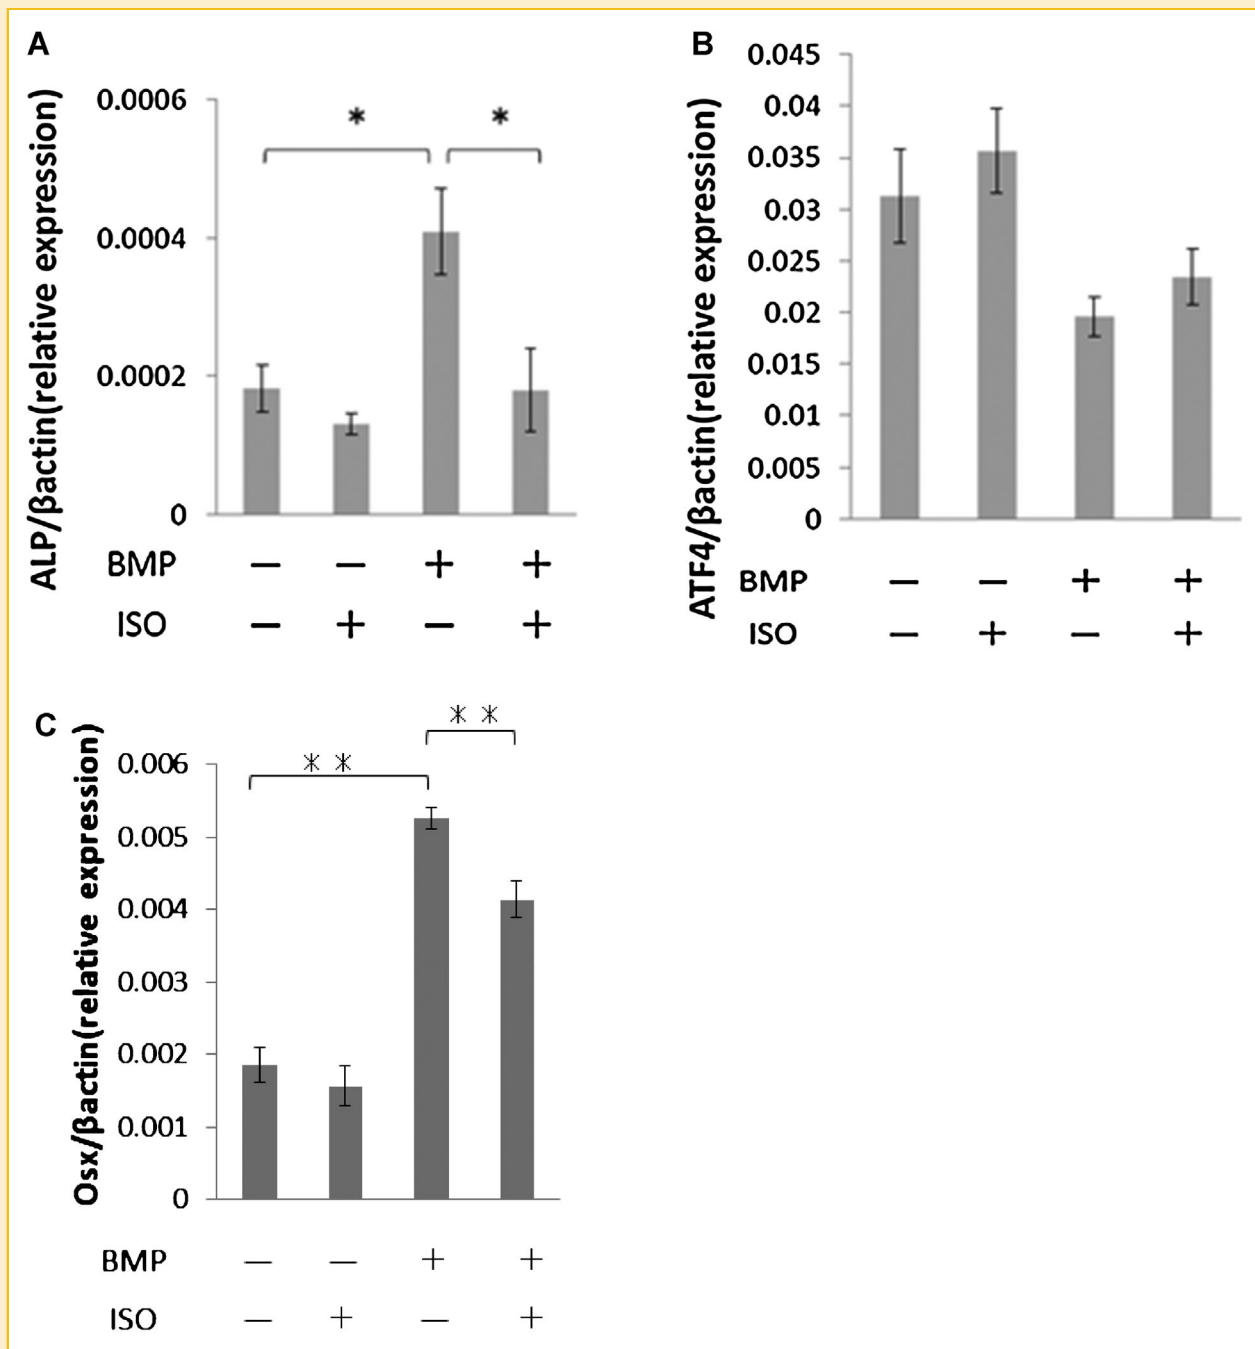 A
ALP/βactin(relative expression)
0.0006
0.0004
0.0002
0
* *
BMP — — + +
ISO — + — +
B
ATF4/βactin(relative expression)
0.045
0.04
0.035
0.03
0.025
0.02
0.015
0.01
0.005
0
BMP — — + +
ISO — + — +
C
Osx/βactin(relative expression)
* *
* *
0.006
0.005
0.004
0.003
0.002
0.001
0
BMP — — + +
ISO — + — +